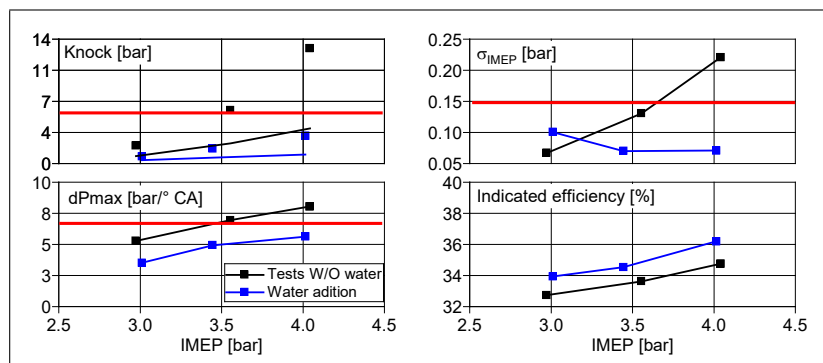 Knock [bar]
14
11
7
4
0
σIMEP [bar]
0.25
0.20
0.15
0.10
0.05
dPmax [bar/° CA]
10
8
5
3
0
Tests W/O water
Water adition
2.5 3.0 3.5 4.0 4.5
IMEP [bar]
Indicated efficiency [%]
40
38
36
34
32
2.5 3.0 3.5 4.0 4.5
IMEP [bar]